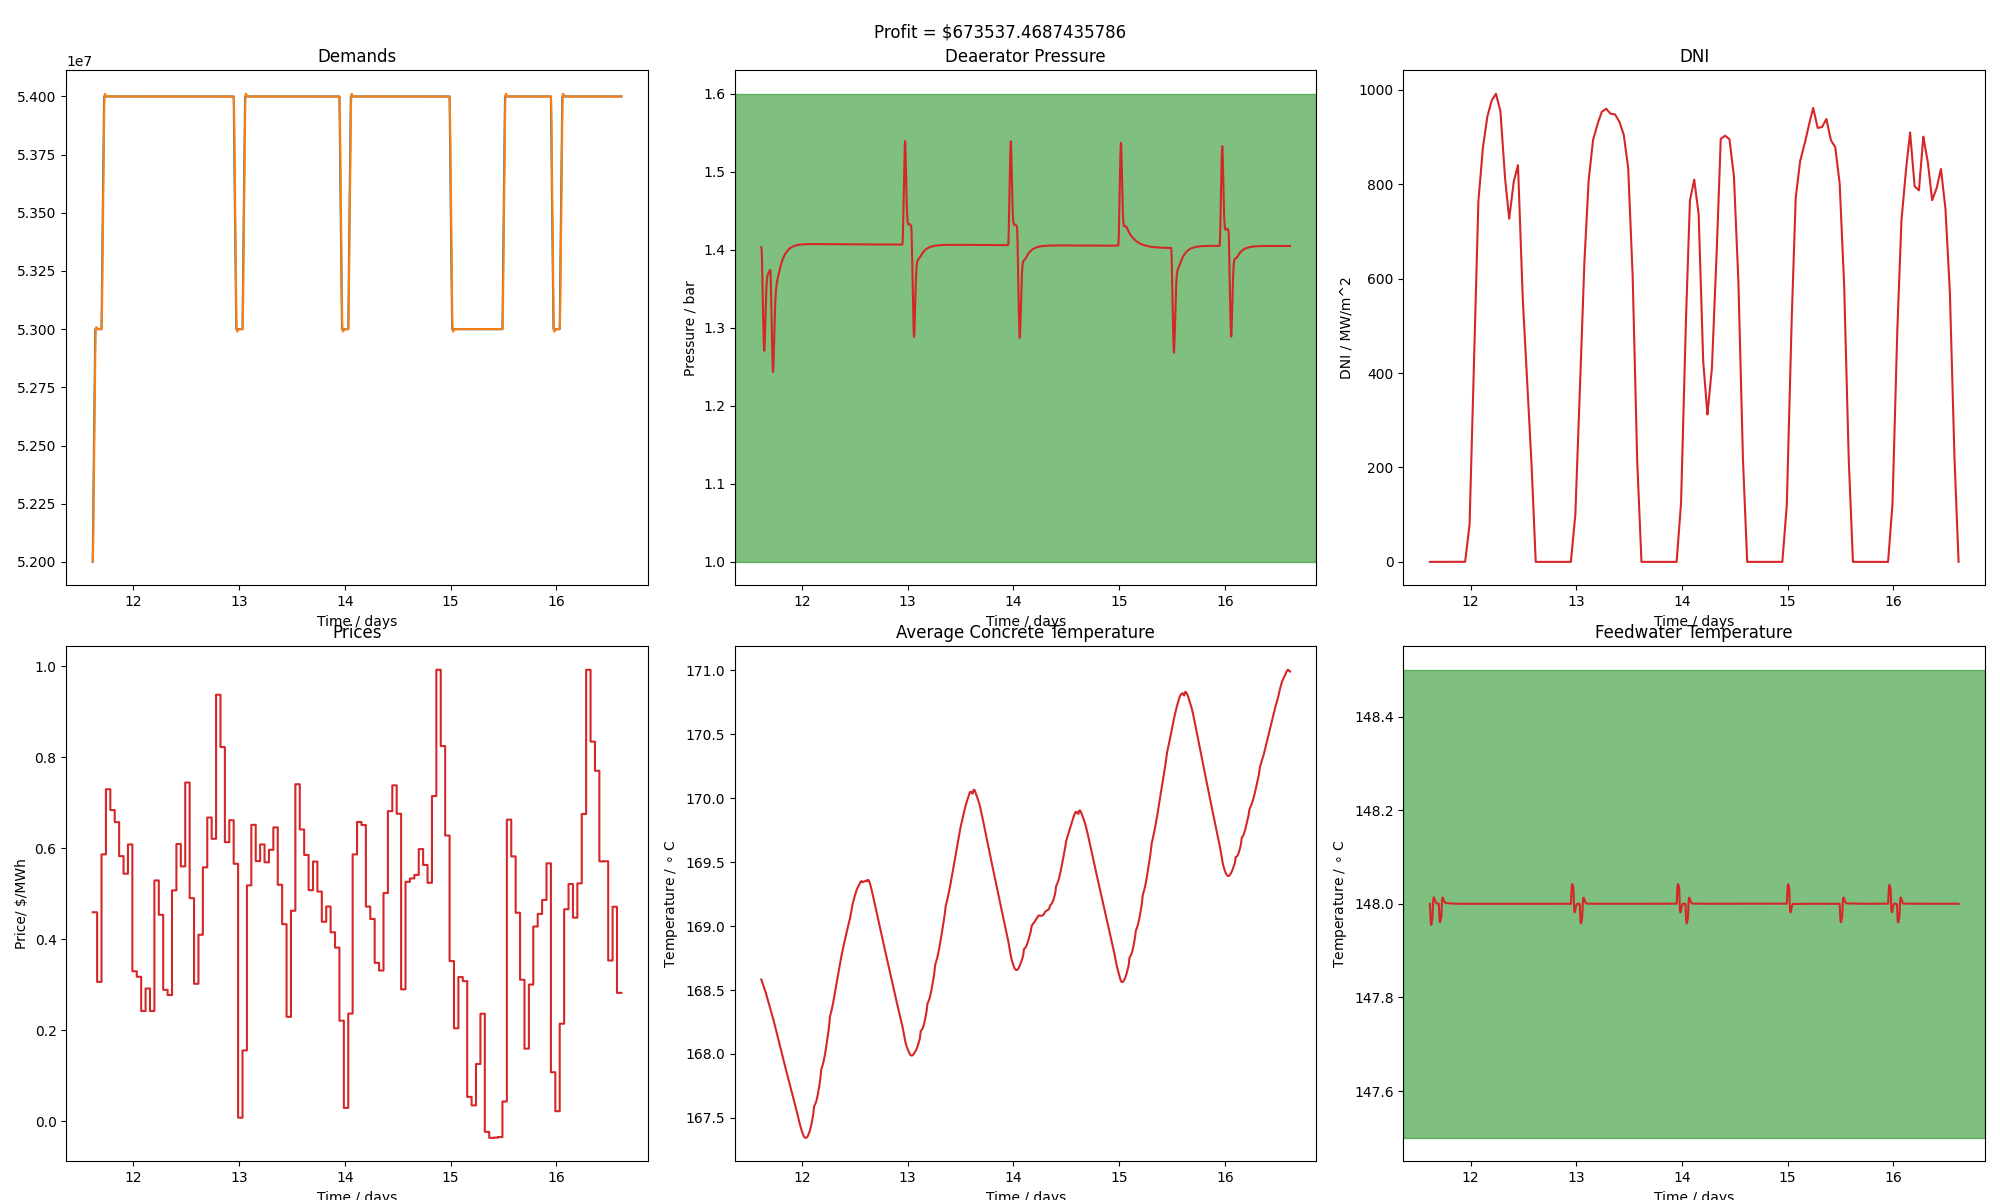 Profit = $673537.4687435786
Demands
1e7
5.400
5.375
5.350
5.325
5.300
5.275
5.250
5.225
5.200
12 13 14 15 16
Time / days
Deaerator Pressure
Pressure / bar
1.6
1.5
1.4
1.3
1.2
1.1
1.0
12 13 14 15 16
Time / days
DNI
DNI / MW/m^2
1000
800
600
400
200
0
12 13 14 15 16
Time / days
Prices
Price/ $/MWh
1.0
0.8
0.6
0.4
0.2
0.0
12 13 14 15 16
Time / days
Average Concrete Temperature
Temperature / ∘ C
171.0
170.5
170.0
169.5
169.0
168.5
168.0
167.5
12 13 14 15 16
Time / days
Feedwater Temperature
Temperature / ∘ C
148.4
148.2
148.0
147.8
147.6
12 13 14 15 16
Time / days